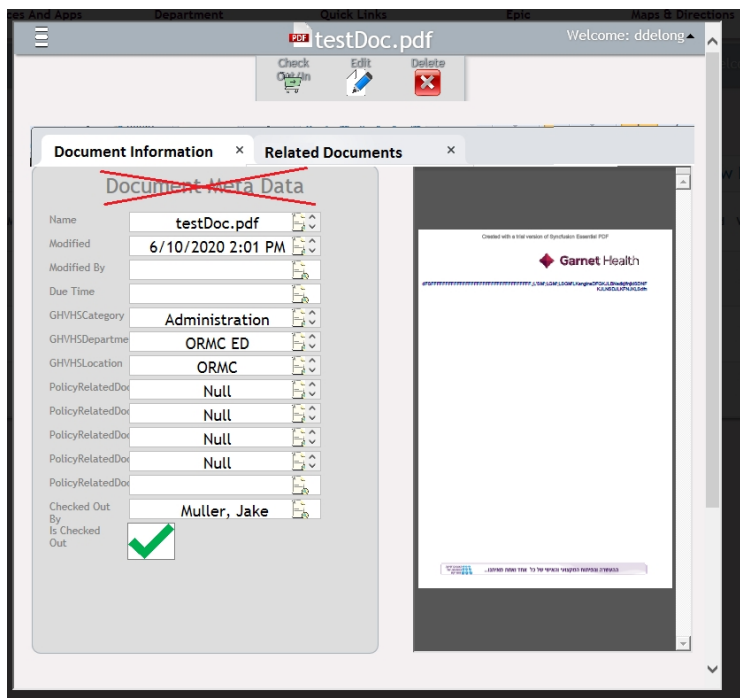 Department
Quick Links
Epic
Maps & Directions
PDF
testDoc.pdf
Welcome: ddelong
Check
Edit
Delete
Document Information ×
Related Documents ×
Document Meta Data
Name testDoc.pdf
Modified 6/10/2020 2:01 PM
Modified By
Due Time
GHVHSCategory Administration
GHVHSDepartme ORMC ED
GHVHSLocation ORMC
PolicyRelatedDoc Null
PolicyRelatedDoc Null
PolicyRelatedDoc Null
PolicyRelatedDoc Null
PolicyRelatedDoc
Checked Out Muller, Jake
By
Is Checked
Out
Created with a trial version of Syncfusion Essential PDF
Garnet Health